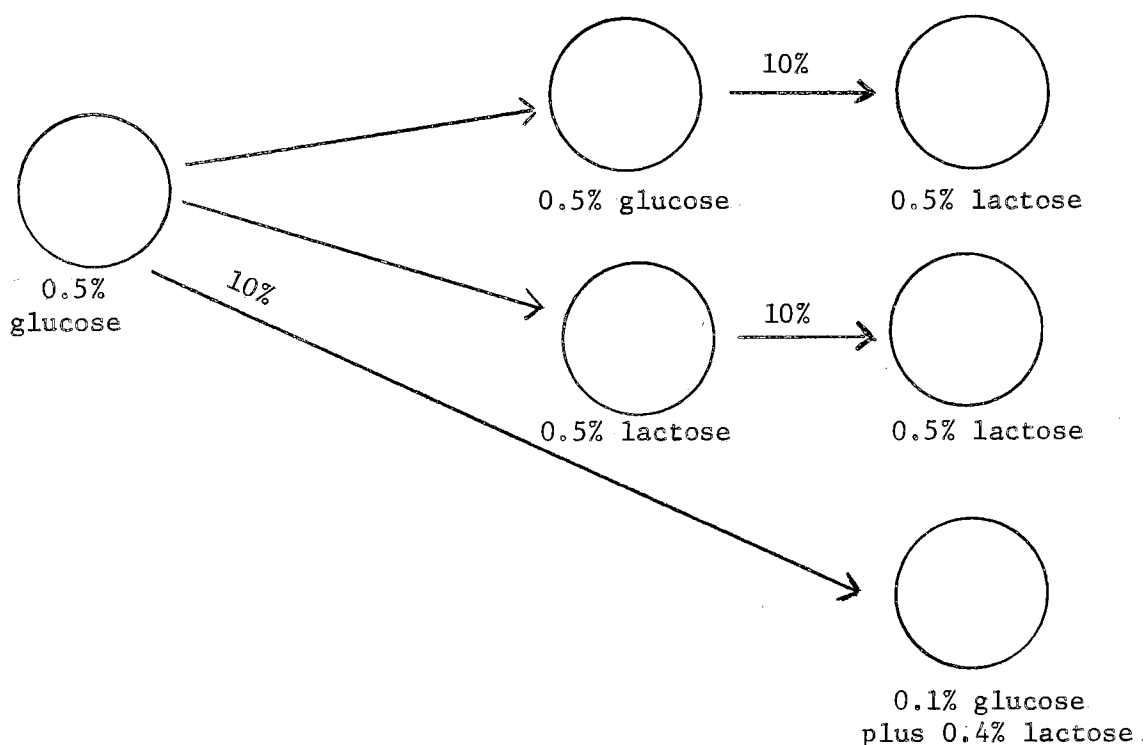 10%
0.5% glucose
0.5% lactose
0.5%
glucose
10%
10%
0.5% lactose
0.5% lactose
0.1% glucose
plus 0.4% lactose